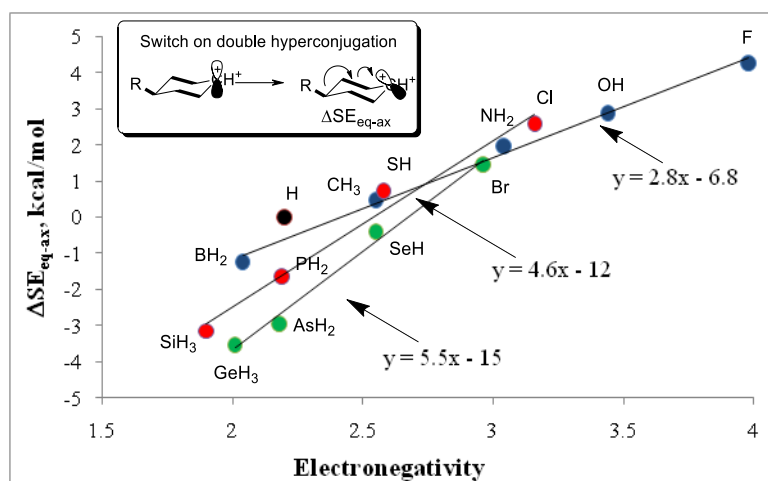 Switch on double hyperconjugation
R
+
H⁺
R
+
H⁺
ΔSEeq-ax
F
OH
Cl
NH₂
Br
SH
CH₃
H
SeH
BH₂
PH₂
AsH₂
SiH₃
GeH₃
y = 2.8x - 6.8
y = 4.6x - 12
y = 5.5x - 15
5
4
3
2
1
0
-1
-2
-3
-4
-5
1.5
2
2.5
3
3.5
4
ΔSEeq-ax, kcal/mol
Electronegativity